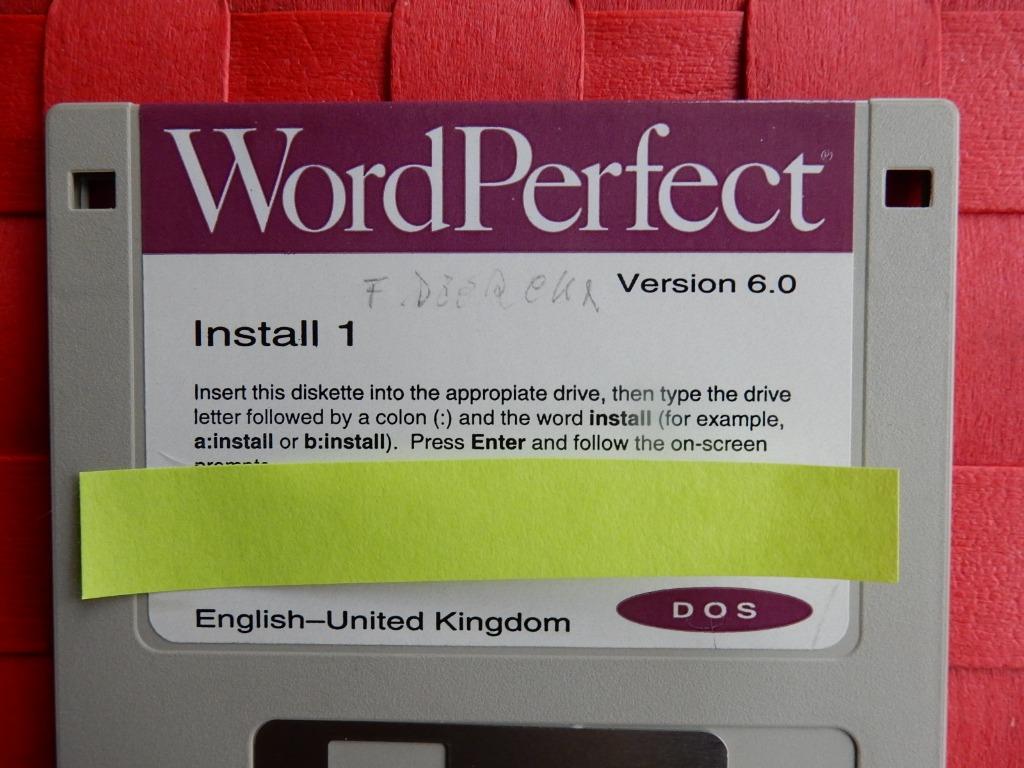 WordPerfect®
Version 6.0
Install 1
Insert this diskette into the appropiate drive, then type the drive
letter followed by a colon (:) and the word install (for example,
a:install or b:install). Press Enter and follow the on-screen
English–United Kingdom
DOS